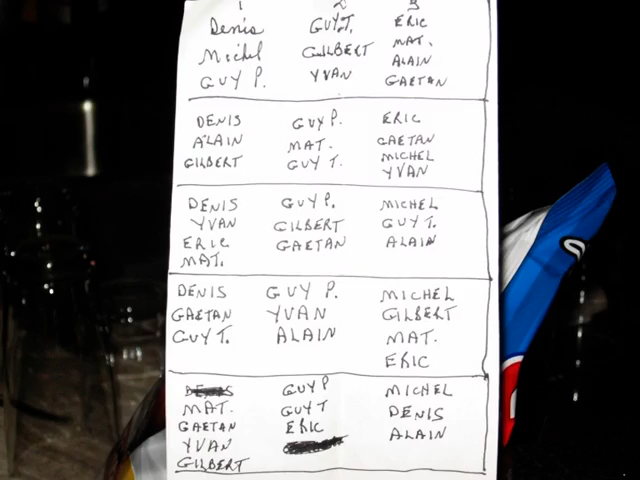 1 2 3
Denis GUY.T. ERIC
Michel GILBERT MAT.
GUY P. YVAN ALAIN
GAETAN
DENIS GUY P. ERIC
ALAIN MAT. GAETAN
GILBERT GUY T. MICHEL
YVAN
DENIS GUY P. MICHEL
YVAN GILBERT GUY T.
ERIC GAETAN ALAIN
MAT.
DENIS GUY P. MICHEL
GAETAN YVAN GILBERT
GUY T. ALAIN MAT.
ERIC
GUY P MICHEL
MAT. GUY T DENIS
GAETAN ERIC ALAIN
YVAN
GILBERT